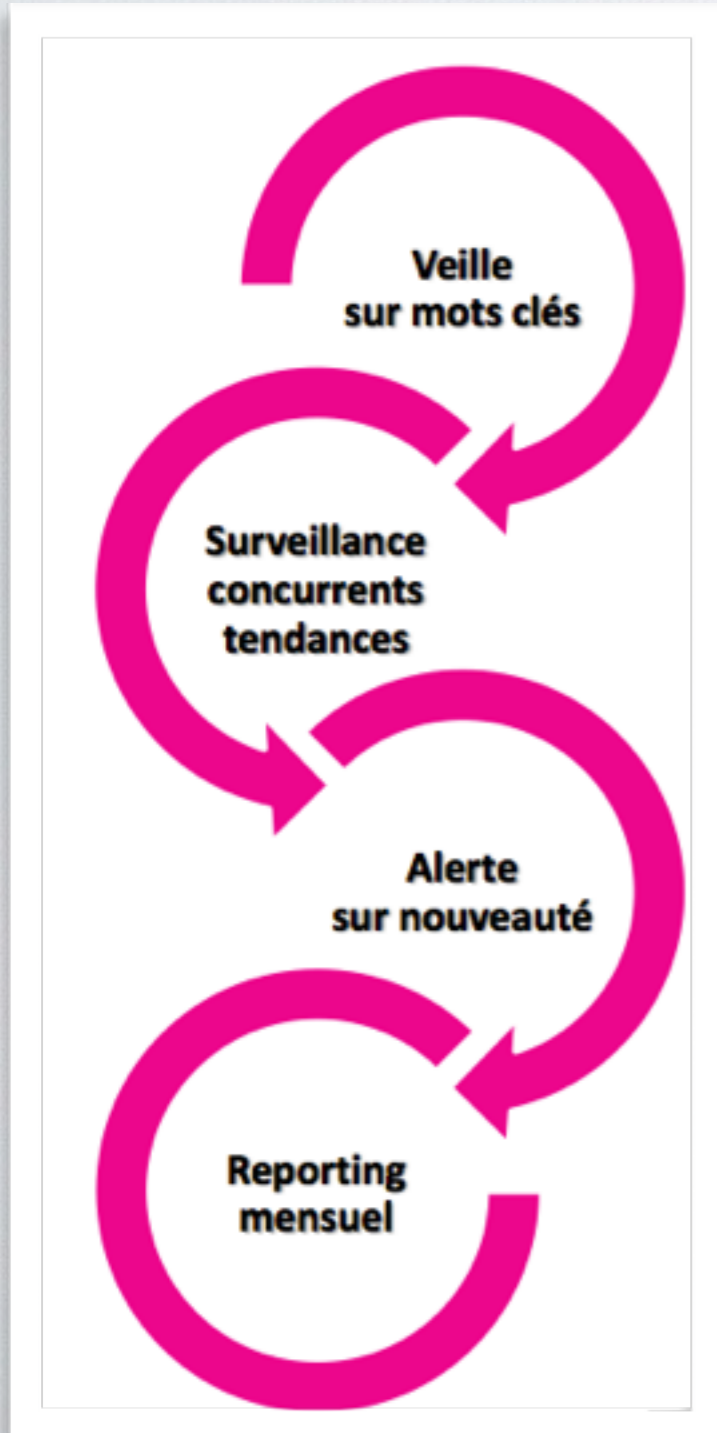 Veille
sur mots clés
Surveillance
concurrents
tendances
Alerte
sur nouveauté
Reporting
mensuel